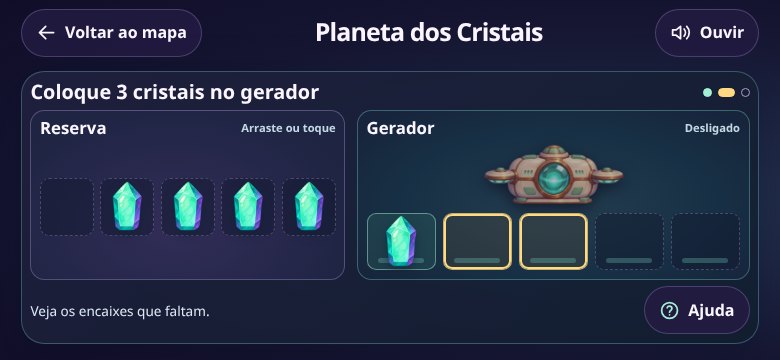 Voltar ao mapa
Planeta dos Cristais
Ouvir
Coloque 3 cristais no gerador
Reserva
Arraste ou toque
Gerador
Desligado
Veja os encaixes que faltam.
Ajuda